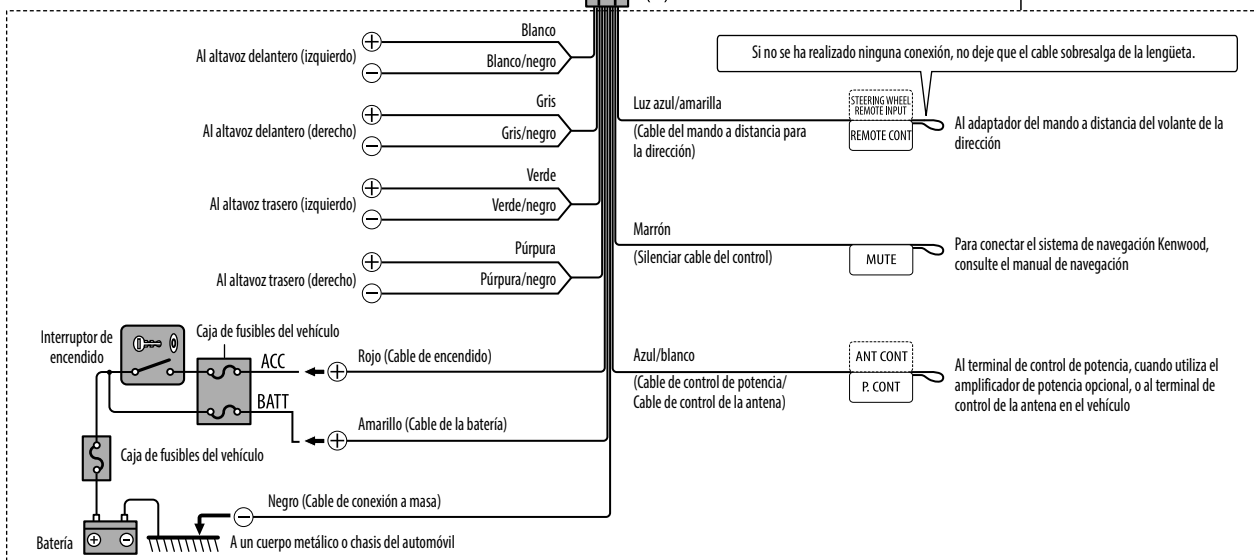 Blanco
Al altavoz delantero (izquierdo)
Blanco/negro
Gris
Al altavoz delantero (derecho)
Gris/negro
Verde
Al altavoz trasero (izquierdo)
Verde/negro
Púrpura
Al altavoz trasero (derecho)
Púrpura/negro
Interruptor de
encendido
Caja de fusibles del vehículo
ACC
Rojo (Cable de encendido)
BATT
Amarillo (Cable de la batería)
Caja de fusibles del vehículo
Negro (Cable de conexión a masa)
Batería
A un cuerpo metálico o chasis del automóvil
Si no se ha realizado ninguna conexión, no deje que el cable sobresalga de la lengüeta.
Luz azul/amarilla
(Cable del mando a distancia para
la dirección)
STEERING WHEEL
REMOTE INPUT
REMOTE CONT
Al adaptador del mando a distancia del volante de la
dirección
Marrón
(Silenciar cable del control)
MUTE
Para conectar el sistema de navegación Kenwood,
consulte el manual de navegación
Azul/blanco
(Cable de control de potencia/
Cable de control de la antena)
ANT CONT
P. CONT
Al terminal de control de potencia, cuando utiliza el
amplificador de potencia opcional, o al terminal de
control de la antena en el vehículo